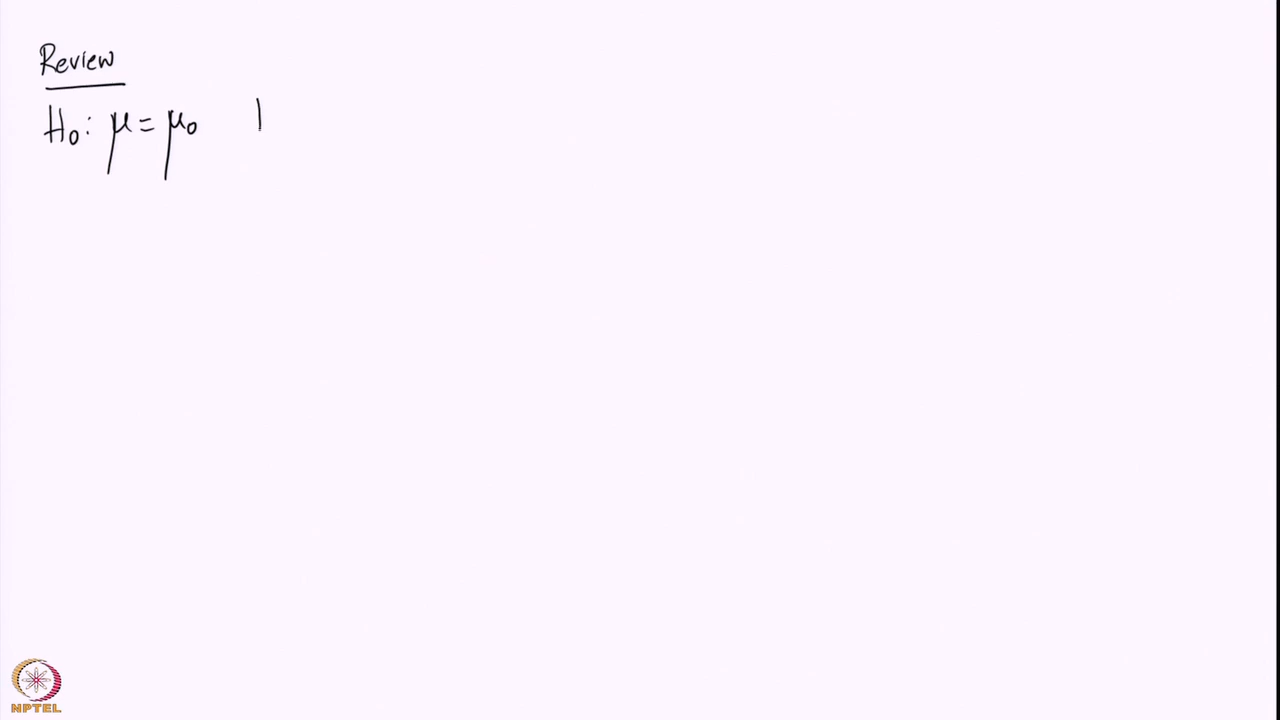 Review
H₀: μ = μ₀
NPTEL